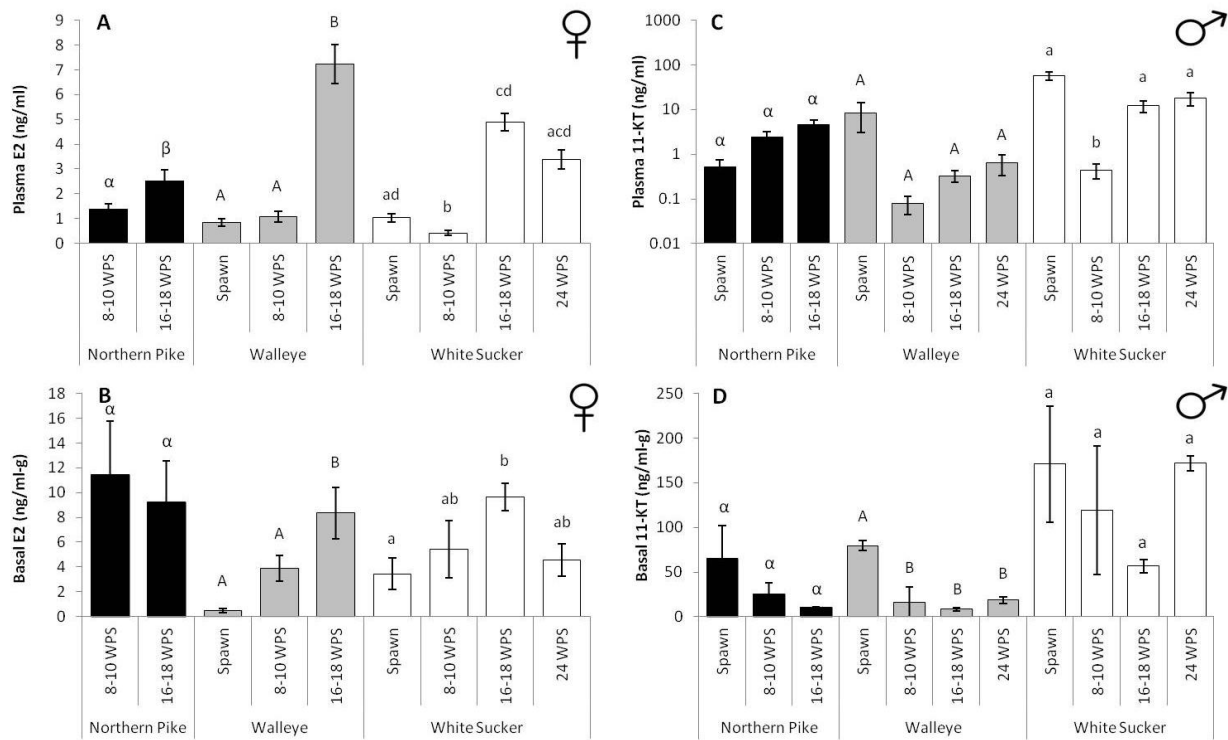 A
♀
Plasma E2 (ng/ml)
9
8
7
6
5
4
3
2
1
0
α
β
A
A
B
ad
b
cd
acd
8-10 WPS
16-18 WPS
Spawn
8-10 WPS
16-18 WPS
Spawn
8-10 WPS
16-18 WPS
24 WPS
Northern Pike
Walleye
White Sucker
C
♂
Plasma 11-KT (ng/ml)
1000
100
10
1
0.1
0.01
α
α
α
A
A
A
A
a
b
a
a
Spawn
8-10 WPS
16-18 WPS
Spawn
8-10 WPS
16-18 WPS
24 WPS
Spawn
8-10 WPS
16-18 WPS
24 WPS
Northern Pike
Walleye
White Sucker
B
♀
Basal E2 (ng/ml-g)
18
16
14
12
10
8
6
4
2
0
α
α
A
A
B
a
ab
b
ab
8-10 WPS
16-18 WPS
Spawn
8-10 WPS
16-18 WPS
Spawn
8-10 WPS
16-18 WPS
24 WPS
Northern Pike
Walleye
White Sucker
D
♂
Basal 11-KT (ng/ml-g)
250
200
150
100
50
0
α
α
α
A
B
B
B
a
a
a
a
Spawn
8-10 WPS
16-18 WPS
Spawn
8-10 WPS
16-18 WPS
24 WPS
Spawn
8-10 WPS
16-18 WPS
24 WPS
Northern Pike
Walleye
White Sucker